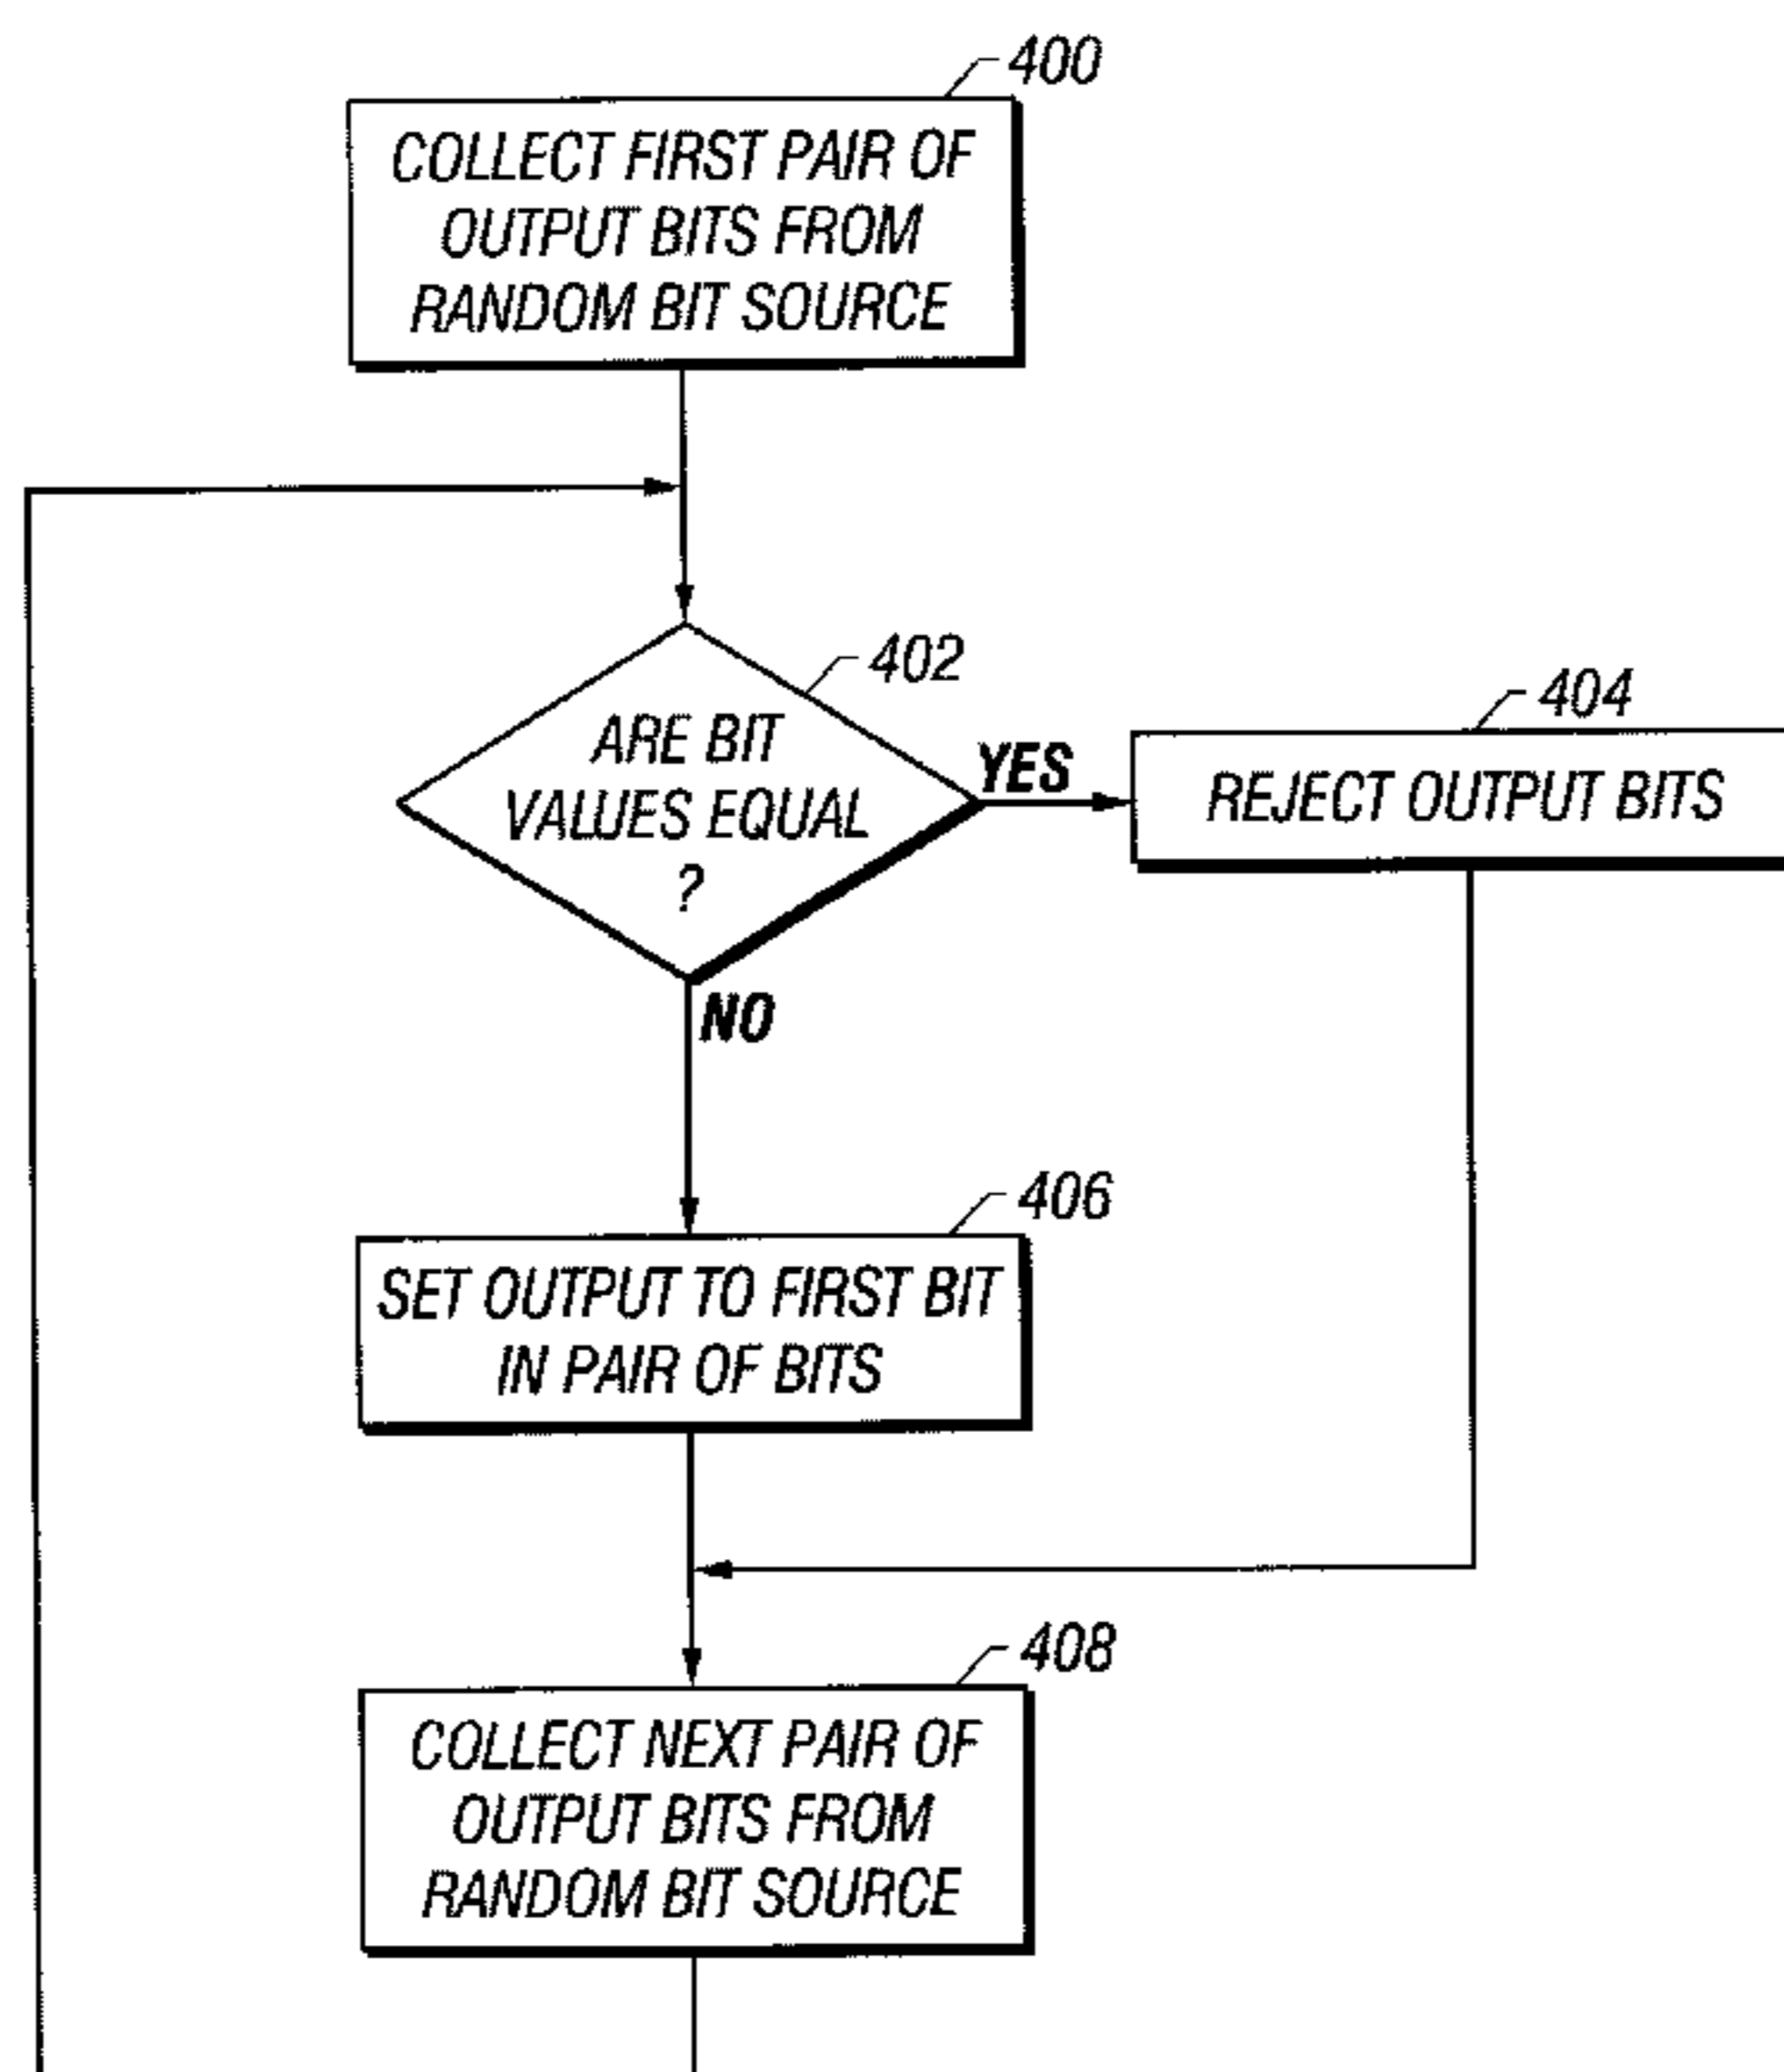 400
COLLECT FIRST PAIR OF
OUTPUT BITS FROM
RANDOM BIT SOURCE
402
ARE BIT
VALUES EQUAL
?
YES
404
REJECT OUTPUT BITS
NO
406
SET OUTPUT TO FIRST BIT
IN PAIR OF BITS
408
COLLECT NEXT PAIR OF
OUTPUT BITS FROM
RANDOM BIT SOURCE